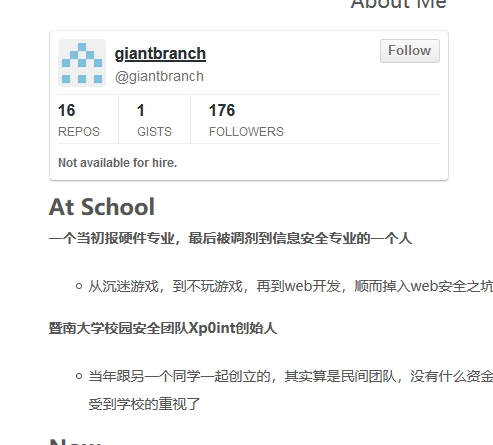 About Me
giantbranch
Follow
@giantbranch
16 1 176
REPOS GISTS FOLLOWERS
Not available for hire.
At School
一个当初报硬件专业，最后被调剂到信息安全专业的一个人
从沉迷游戏，到不玩游戏，再到web开发，顺而掉入web安全之坑
暨南大学校园安全团队Xp0int创始人
当年跟另一个同学一起创立的，其实算是民间团队，没有什么资金
受到学校的重视了
Now